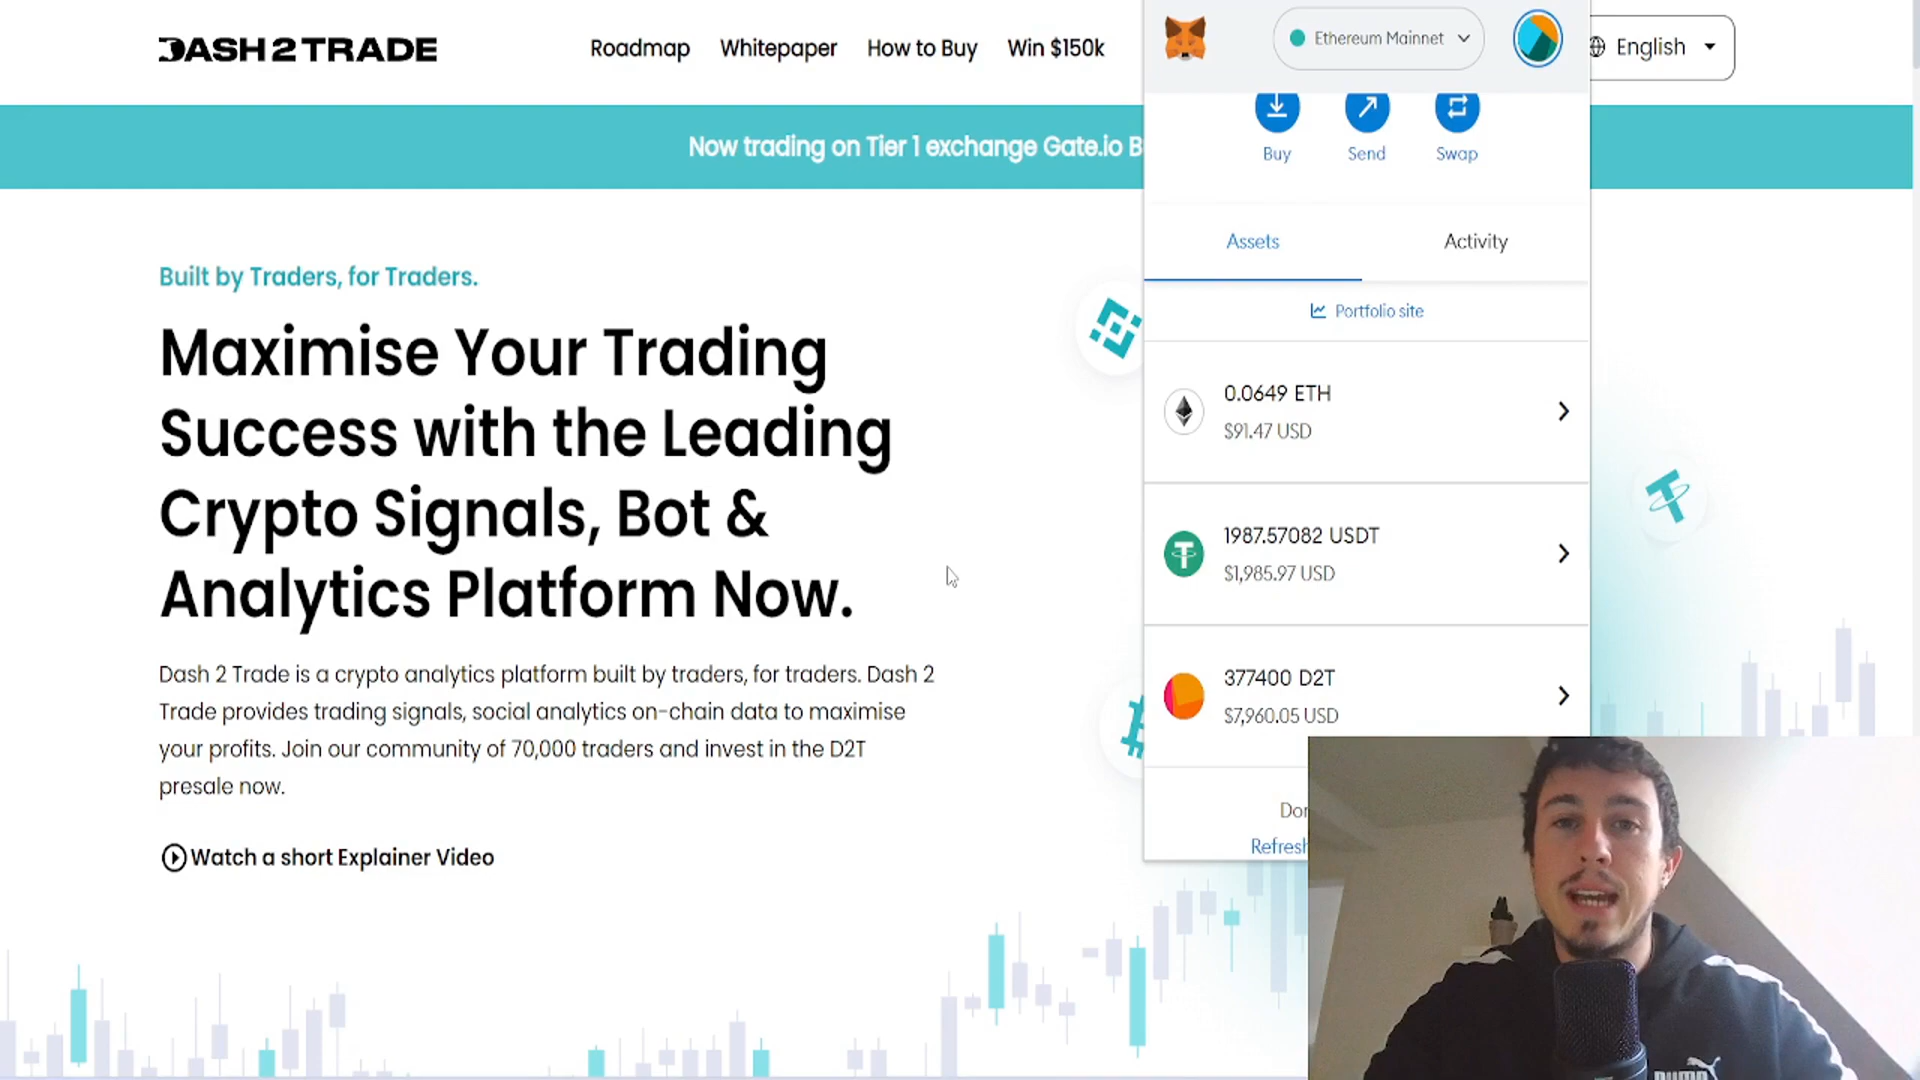 DASH 2 TRADE
Roadmap
Whitepaper
How to Buy
Win $150k
English
Now trading on Tier 1 exchange Gate.io B
Built by Traders, for Traders.
Maximise Your Trading
Success with the Leading
Crypto Signals, Bot &
Analytics Platform Now.
Dash 2 Trade is a crypto analytics platform built by traders, for traders. Dash 2
Trade provides trading signals, social analytics on-chain data to maximise
your profits. Join our community of 70,000 traders and invest in the D2T
presale now.
Watch a short Explainer Video
Ethereum Mainnet
Buy
Send
Swap
Assets
Activity
Portfolio site
0.0649 ETH
$91.47 USD
1987.57082 USDT
$1,985.97 USD
377400 D2T
$7,960.05 USD
Don
Refresh
PUMA